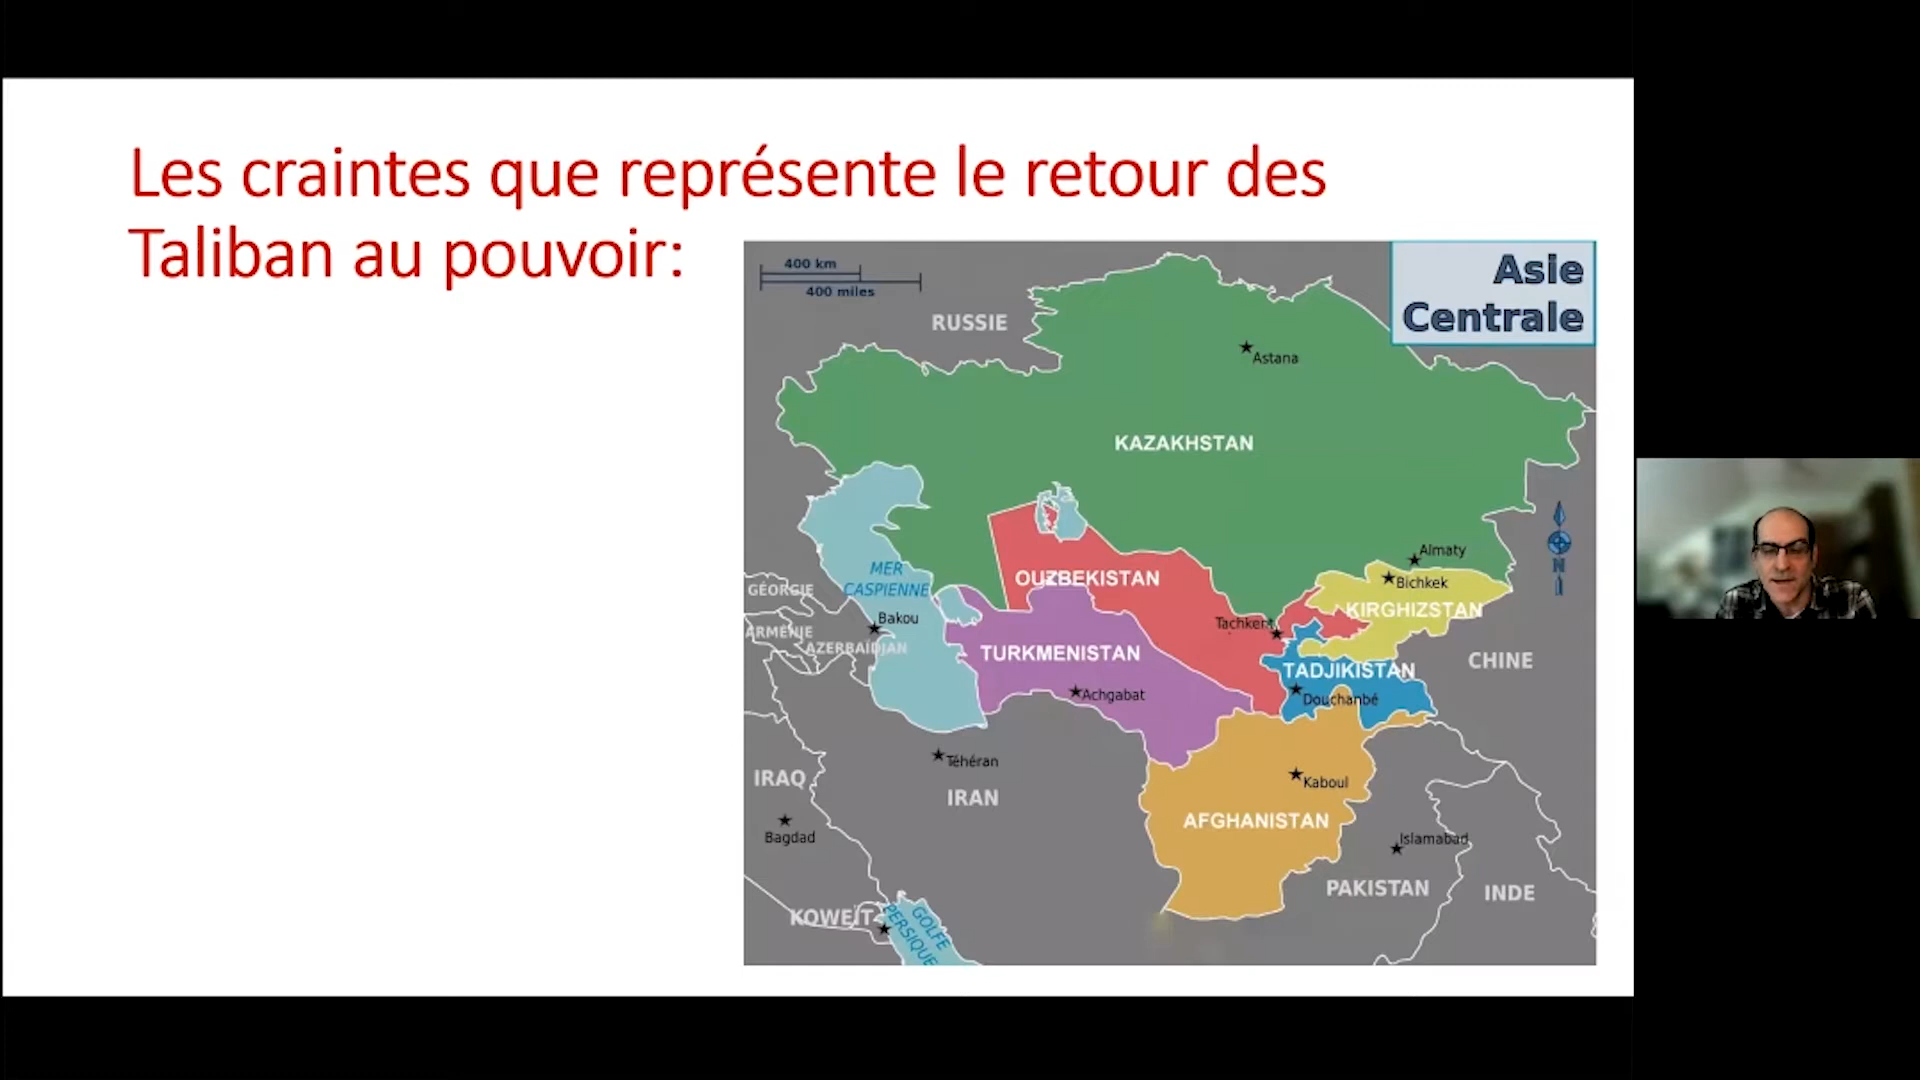 Les craintes que représente le retour des
Taliban au pouvoir:
400 km
400 miles
Asie
Centrale
RUSSIE
Astana
KAZAKHSTAN
Almaty
Bichkek
MER
CASPIENNE
OUZBEKISTAN
KIRGHIZSTAN
N
GÉORGIE
Bakou
Tachkent
ARMÉNIE
AZERBAÏDJAN
TURKMENISTAN
TADJIKISTAN
CHINE
Achgabat
Douchanbé
Téhéran
IRAQ
IRAN
Kaboul
AFGHANISTAN
Bagdad
Islamabad
PAKISTAN
INDE
KOWEÏT
GOLFE
PERSIQUE